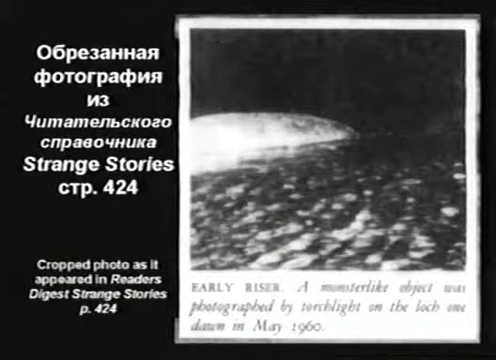 Обрезанная
фотография
из
Читательского
справочника
Strange Stories
стр. 424
Cropped photo as it
appeared in Readers
Digest Strange Stories
p. 424
EARLY RISER. A monsterlike object was
photographed by torchlight on the loch one
dawn in May 1960.